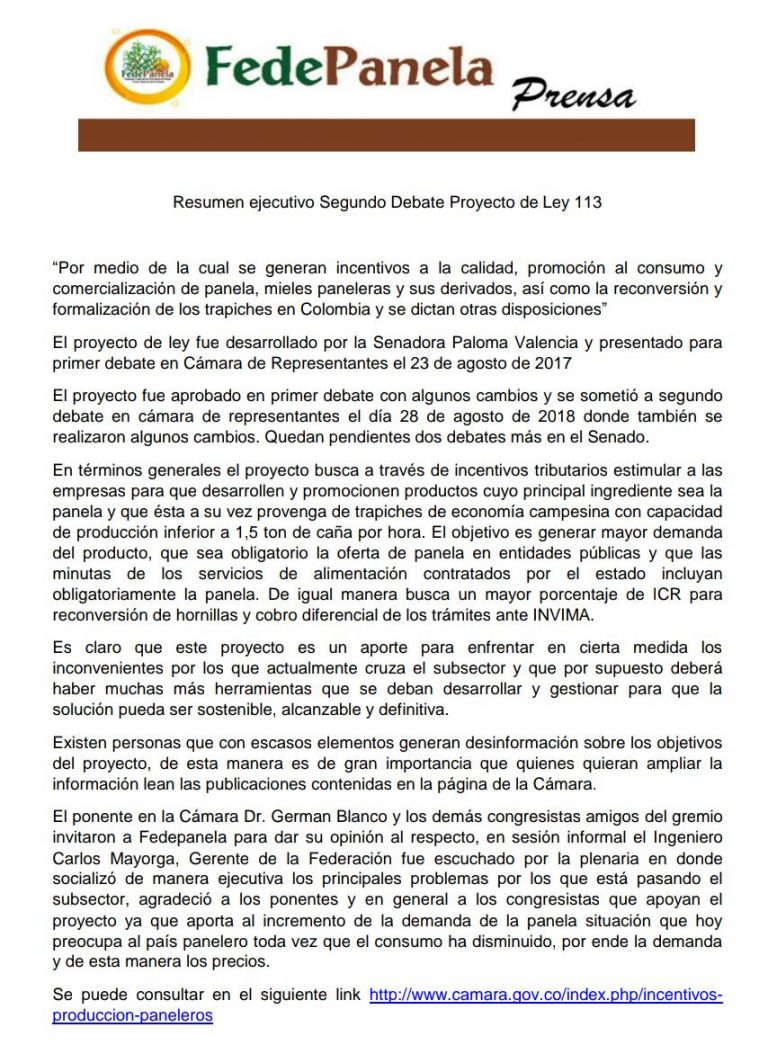 FedePanela
FedePanela Prensa
Resumen ejecutivo Segundo Debate Proyecto de Ley 113
“Por medio de la cual se generan incentivos a la calidad, promoción al consumo y
comercialización de panela, mieles paneleras y sus derivados, así como la reconversión y
formalización de los trapiches en Colombia y se dictan otras disposiciones”
El proyecto de ley fue desarrollado por la Senadora Paloma Valencia y presentado para
primer debate en Cámara de Representantes el 23 de agosto de 2017
El proyecto fue aprobado en primer debate con algunos cambios y se sometió a segundo
debate en cámara de representantes el día 28 de agosto de 2018 donde también se
realizaron algunos cambios. Quedan pendientes dos debates más en el Senado.
En términos generales el proyecto busca a través de incentivos tributarios estimular a las
empresas para que desarrollen y promocionen productos cuyo principal ingrediente sea la
panela y que ésta a su vez provenga de trapiches de economía campesina con capacidad
de producción inferior a 1,5 ton de caña por hora. El objetivo es generar mayor demanda
del producto, que sea obligatorio la oferta de panela en entidades públicas y que las
minutas de los servicios de alimentación contratados por el estado incluyan
obligatoriamente la panela. De igual manera busca un mayor porcentaje de ICR para
reconversión de hornillas y cobro diferencial de los trámites ante INVIMA.
Es claro que este proyecto es un aporte para enfrentar en cierta medida los
inconvenientes por los que actualmente cruza el subsector y que por supuesto deberá
haber muchas más herramientas que se deban desarrollar y gestionar para que la
solución pueda ser sostenible, alcanzable y definitiva.
Existen personas que con escasos elementos generan desinformación sobre los objetivos
del proyecto, de esta manera es de gran importancia que quienes quieran ampliar la
información lean las publicaciones contenidas en la página de la Cámara.
El ponente en la Cámara Dr. German Blanco y los demás congresistas amigos del gremio
invitaron a Fedepanela para dar su opinión al respecto, en sesión informal el Ingeniero
Carlos Mayorga, Gerente de la Federación fue escuchado por la plenaria en donde
socializó de manera ejecutiva los principales problemas por los que está pasando el
subsector, agradeció a los ponentes y en general a los congresistas que apoyan el
proyecto ya que aporta al incremento de la demanda de la panela situación que hoy
preocupa al país panelero toda vez que el consumo ha disminuido, por ende la demanda
y de esta manera los precios.
Se puede consultar en el siguiente link http://www.camara.gov.co/index.php/incentivos-
produccion-paneleros